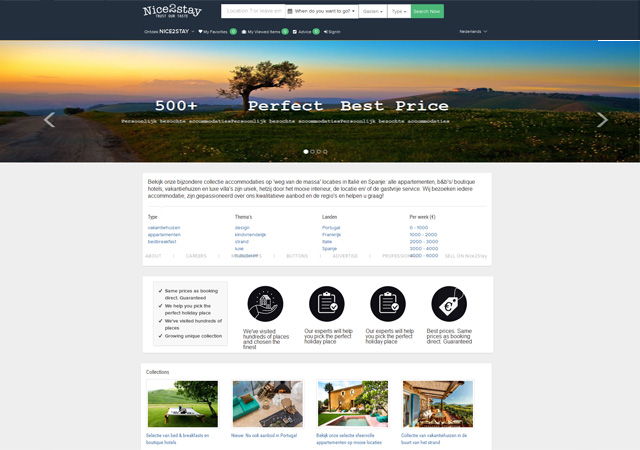 Nice2stay
TRUST OUR TASTE
Location ? or leave em
When do you want to go?
Gasten
Type
Search Now
Ontdek NICE2STAY
My Favorites 0
My Viewed Items 0
Advice 0
Signin
Nederlands
500+ Perfect Best Price
Persoonlijk bezochte accommodatiesPersoonlijk bezochte accommodatiesPersoonlijk bezochte accommodaties
Bekijk onze bijzondere collectie accommodaties op 'weg van de massa' locaties in Italië en Spanje: alle appartementen, b&b's/ boutique
hotels, vakantiehuizen en luxe villa's zijn uniek, hetzij door het mooie interieur, de locatie en/ of de gastvrije service. Wij bezoeken iedere
accommodatie, zijn gepassioneerd over ons kwalitatieve aanbod en de regio's en helpen u graag!
Type Thema's Landen Per week (€)
vakantiehuizen design Portugal 0 - 1000
appartementen kindvriendelijk Frankrijk 1000 - 2000
bedbreakfast strand Italie 2000 - 3000
luxe Spanje 3000 - 4000
4000 - 6000
ABOUT | CAREERS | | BUTTONS | ADVERTISE | SELL ON Nice2Stay
Same prices as booking
direct. Guaranteed
We help you pick the
perfect holiday place
We've visited hundreds of
places
Growing unique collection
We've visited
hundreds of places
and chosen the
finest
Our experts will help
you pick the perfect
holiday place
Our experts will help
you pick the perfect
holiday place
Best prices. Same
prices as booking
direct. Guaranteed
Collections
Selectie van bed & breakfasts en
boutique hotels
Nieuw: Nu ook aanbod in Portugal
Bekijk onze selectie sfeervolle
appartementen op mooie locaties
Collectie van vakantiehuizen in de
buurt van het strand